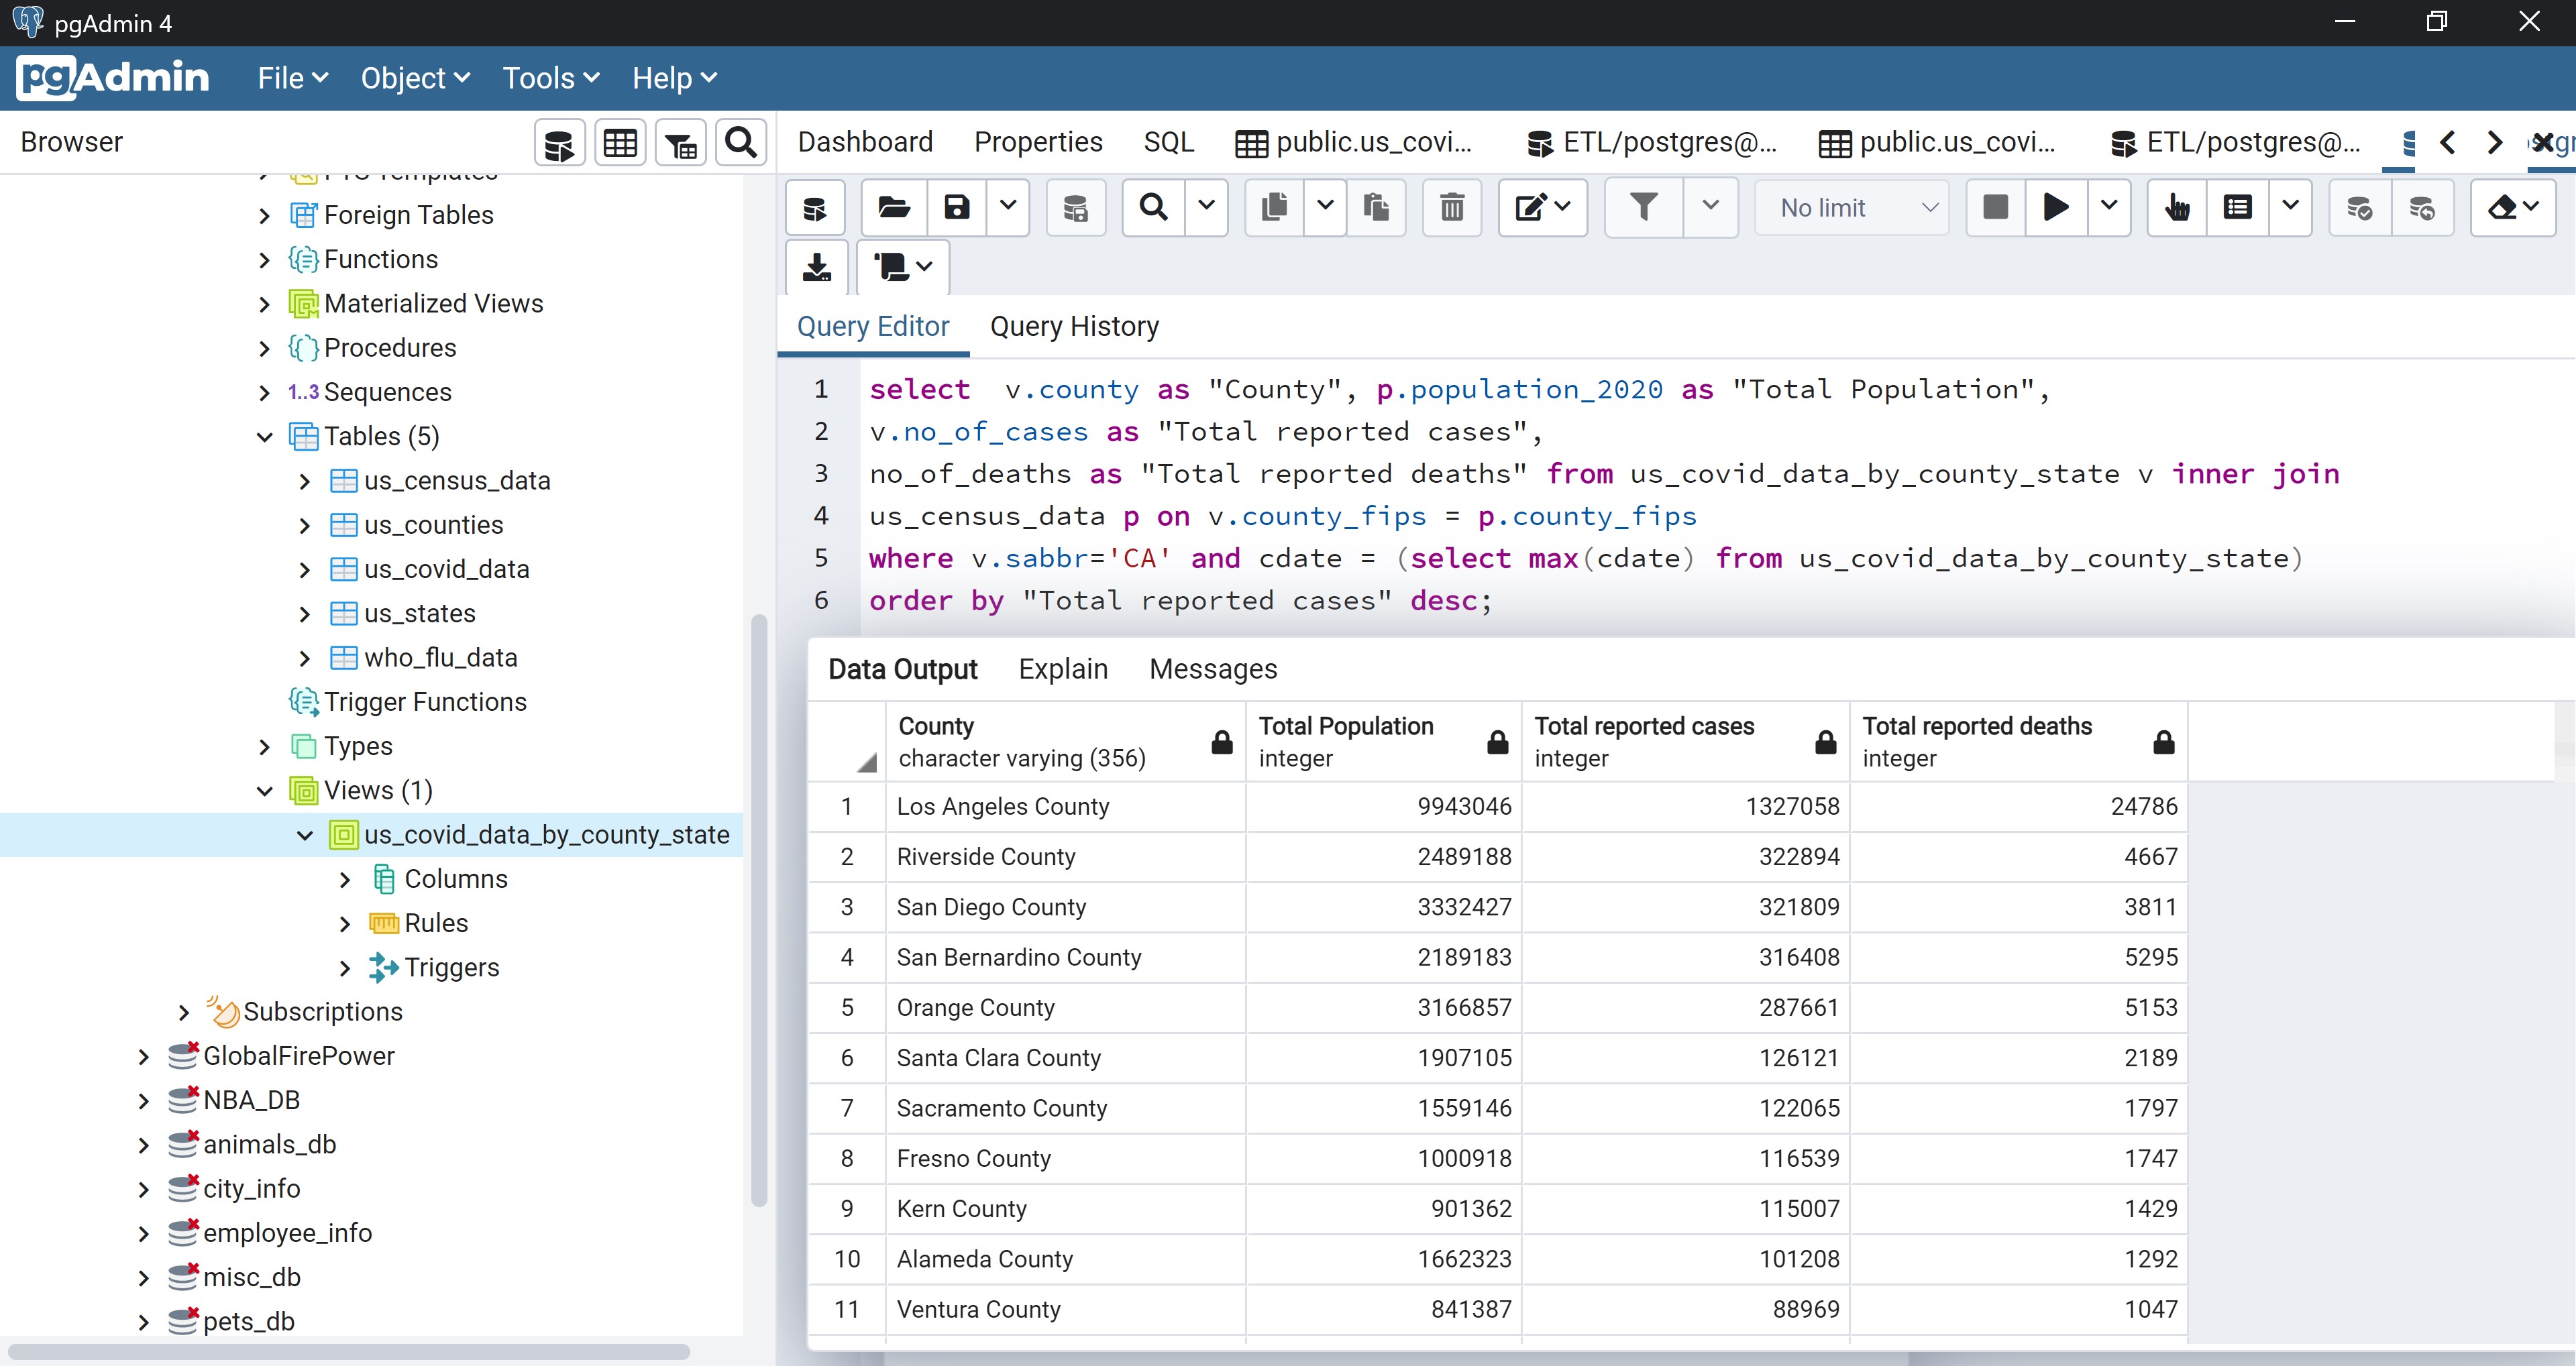 pgAdmin 4
pgAdmin File Object Tools Help
Browser
Dashboard Properties SQL public.us_covi... ETL/postgres@... public.us_covi... ETL/postgres@...
No limit
FTS Templates
Foreign Tables
Functions
Materialized Views
Procedures
1..3 Sequences
Tables (5)
us_census_data
us_counties
us_covid_data
us_states
who_flu_data
Trigger Functions
Types
Views (1)
us_covid_data_by_county_state
Columns
Rules
Triggers
Subscriptions
GlobalFirePower
NBA_DB
animals_db
city_info
employee_info
misc_db
pets_db
Query Editor Query History
1 select  v.county as "County", p.population_2020 as "Total Population",
2 v.no_of_cases as "Total reported cases",
3 no_of_deaths as "Total reported deaths" from us_covid_data_by_county_state v inner join
4 us_census_data p on v.county_fips = p.county_fips
5 where v.sabbr='CA' and cdate = (select max(cdate) from us_covid_data_by_county_state)
6 order by "Total reported cases" desc;
Data Output Explain Messages
County Total Population Total reported cases Total reported deaths
character varying (356) integer integer integer
1 Los Angeles County 9943046 1327058 24786
2 Riverside County 2489188 322894 4667
3 San Diego County 3332427 321809 3811
4 San Bernardino County 2189183 316408 5295
5 Orange County 3166857 287661 5153
6 Santa Clara County 1907105 126121 2189
7 Sacramento County 1559146 122065 1797
8 Fresno County 1000918 116539 1747
9 Kern County 901362 115007 1429
10 Alameda County 1662323 101208 1292
11 Ventura County 841387 88969 1047